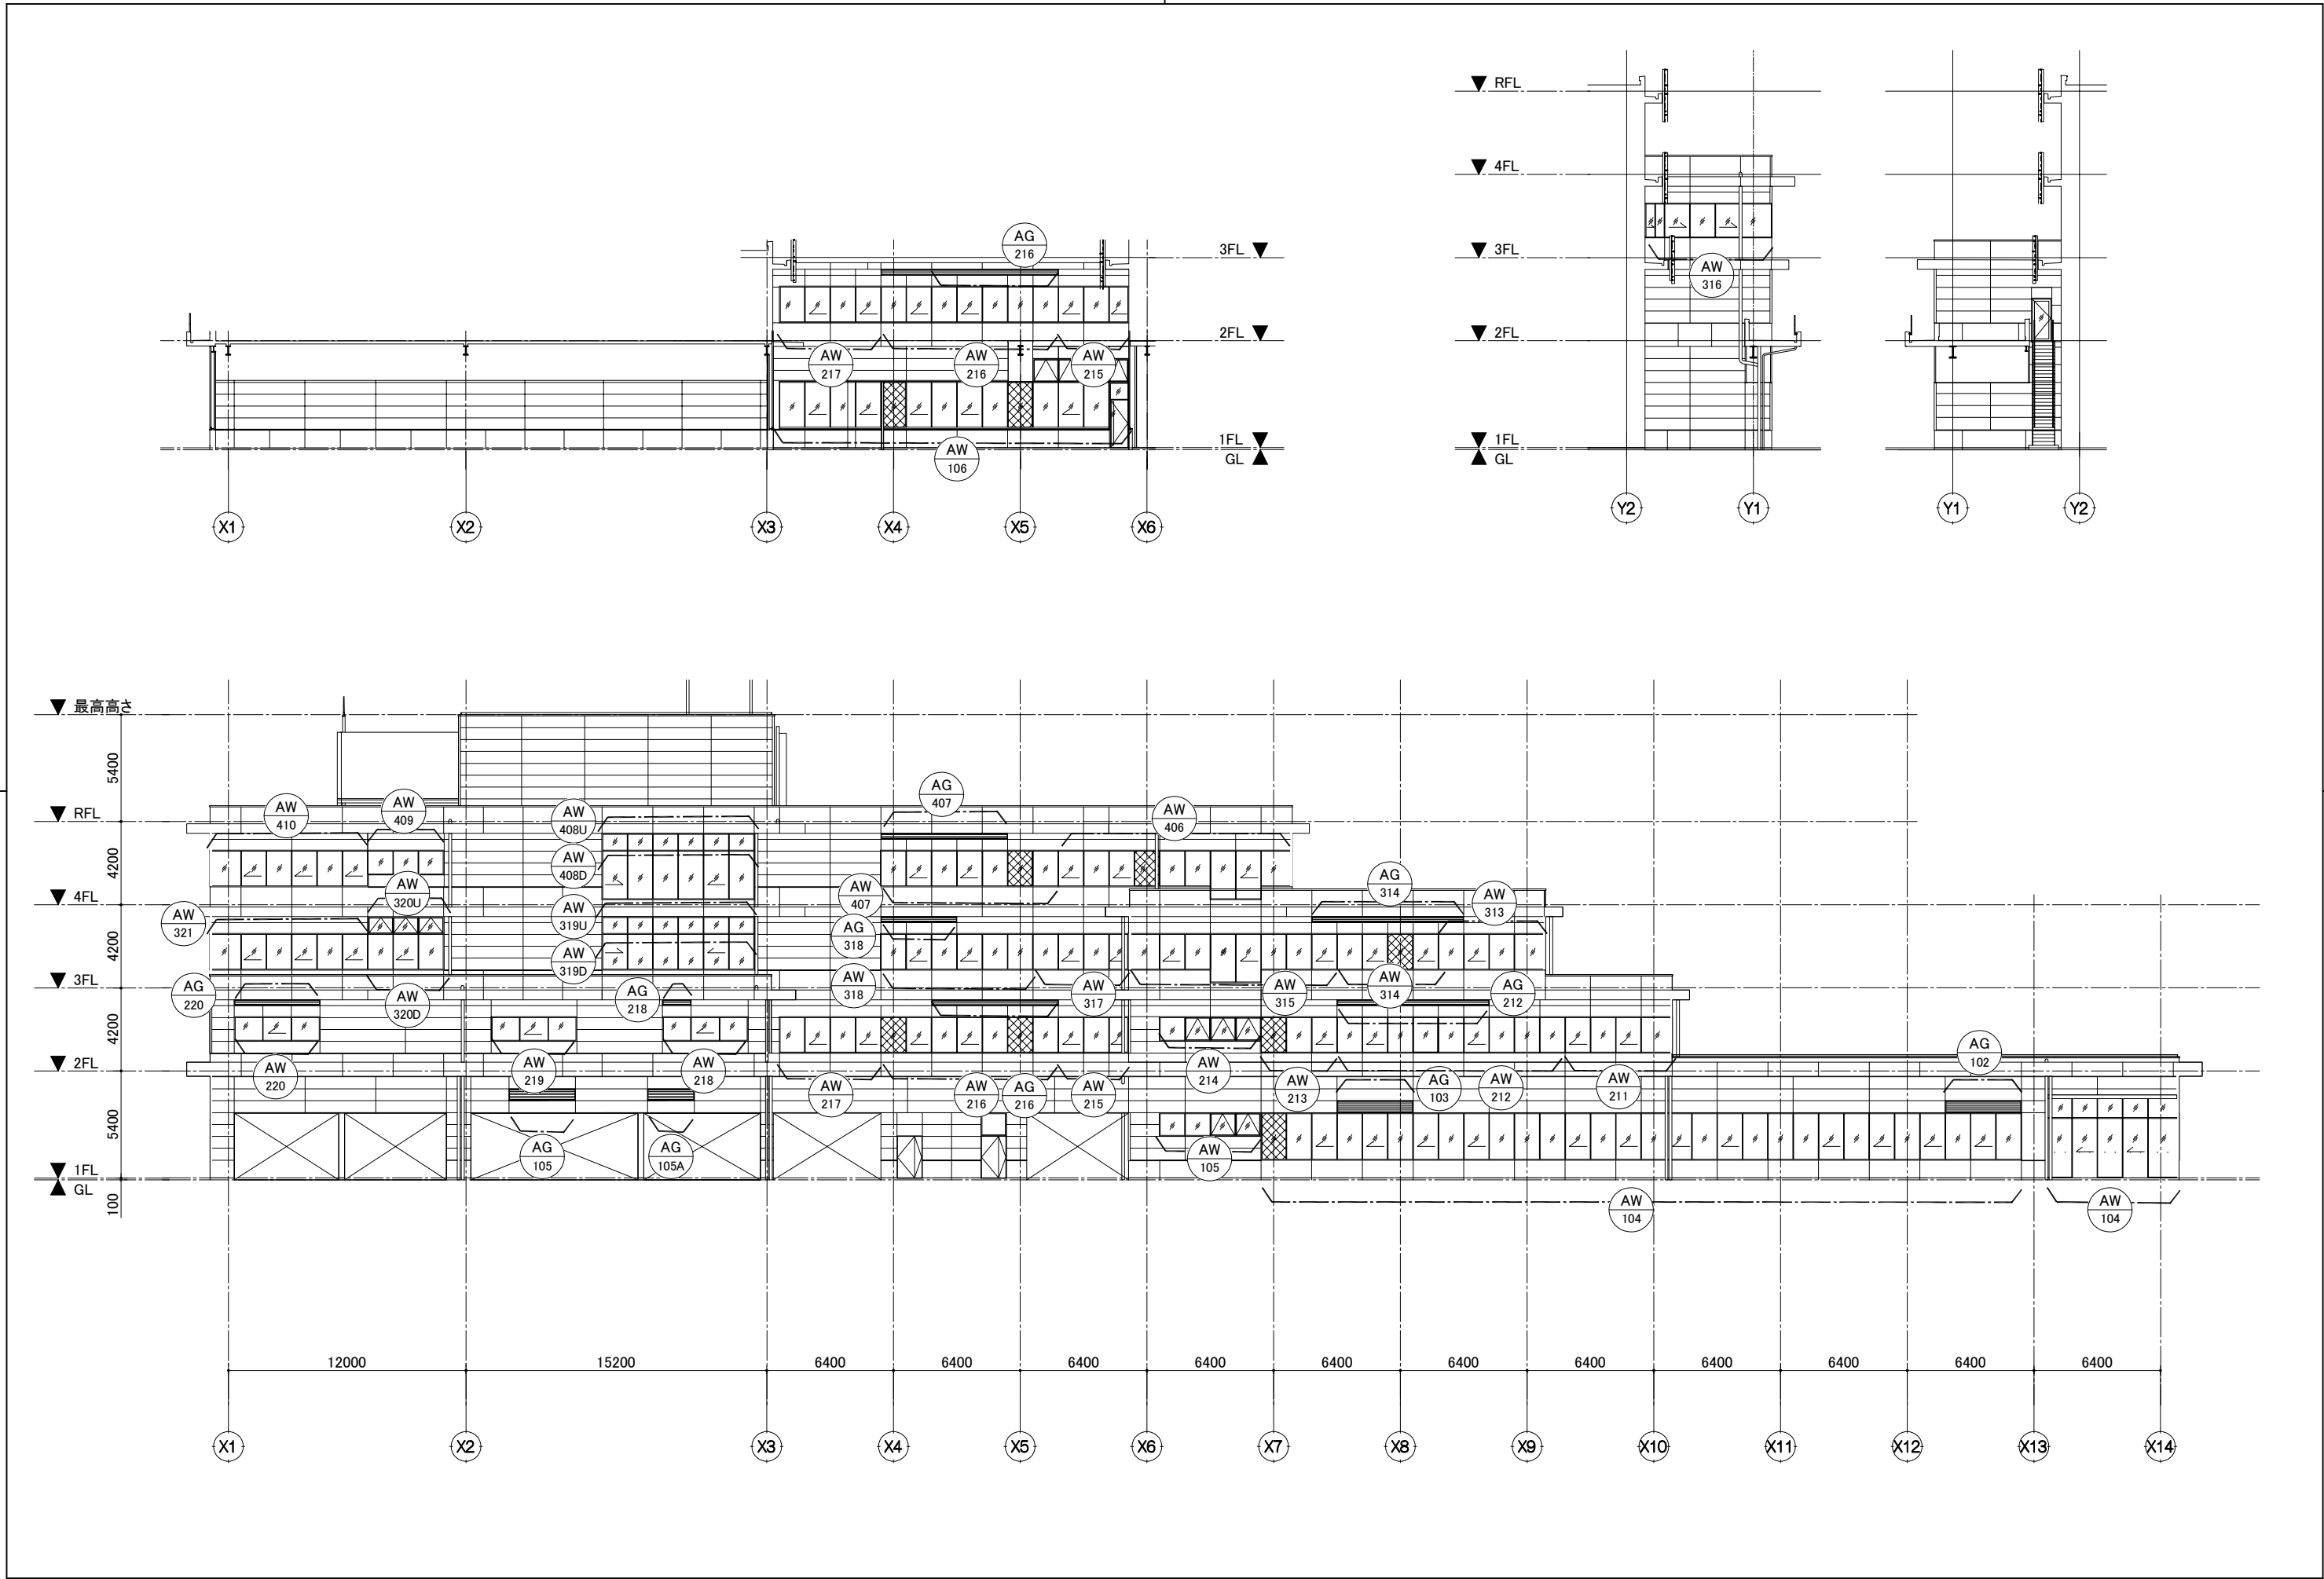 RFL
4FL
3FL
2FL
1FL
GL
AW
316
Y2
Y1
Y1
Y2
AG
216
3FL
2FL
1FL
GL
AW
217
AW
216
AW
215
AW
106
X1
X2
X3
X4
X5
X6
最高高さ
5400
RFL
4200
4FL
4200
3FL
4200
2FL
5400
1FL
GL
100
AW
410
AW
409
AW
408U
AG
407
AW
406
AW
408D
AW
320U
AW
407
AG
314
AW
313
AW
321
AW
319U
AG
318
AW
319D
AG
220
AW
320D
AG
218
AW
318
AW
317
AW
315
AW
314
AG
212
AW
220
AW
219
AW
218
AW
217
AW
216
AG
216
AW
215
AW
214
AW
213
AG
103
AW
212
AW
211
AG
102
AG
105
AG
105A
AW
105
AW
104
AW
104
12000
15200
6400
6400
6400
6400
6400
6400
6400
6400
6400
6400
6400
X1
X2
X3
X4
X5
X6
X7
X8
X9
X10
X11
X12
X13
X14